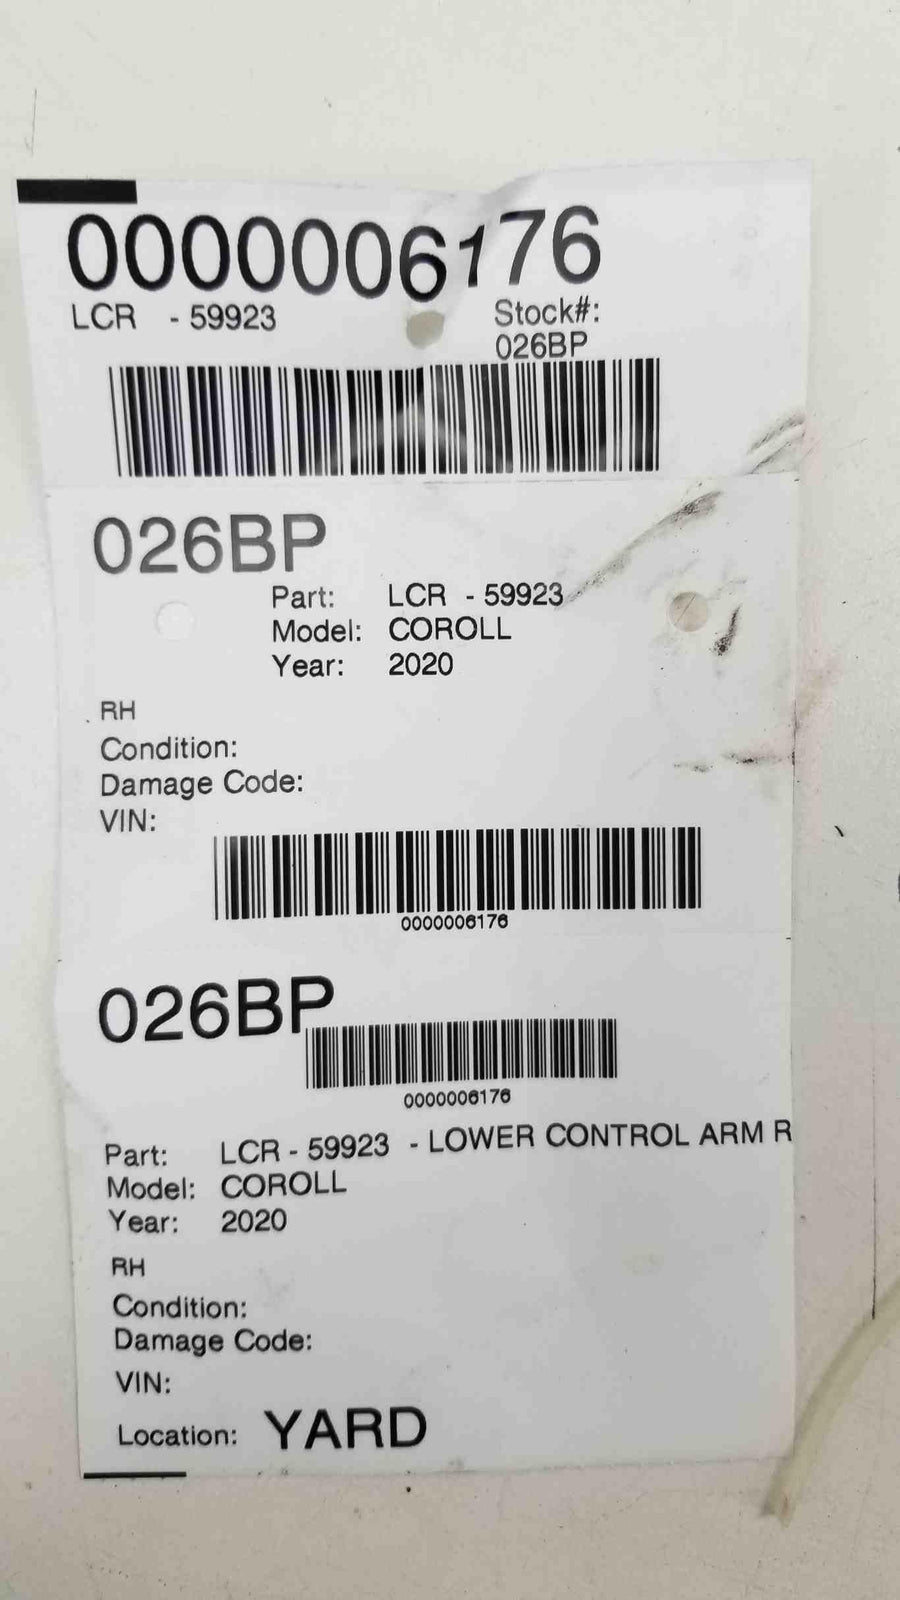 0000006176
LCR - 59923 Stock#:
026BP
026BP
Part: LCR - 59923
Model: COROLL
Year: 2020
RH
Condition:
Damage Code:
VIN:
0000006176
026BP
0000006176
Part: LCR - 59923 - LOWER CONTROL ARM R
Model: COROLL
Year: 2020
RH
Condition:
Damage Code:
VIN:
Location: YARD